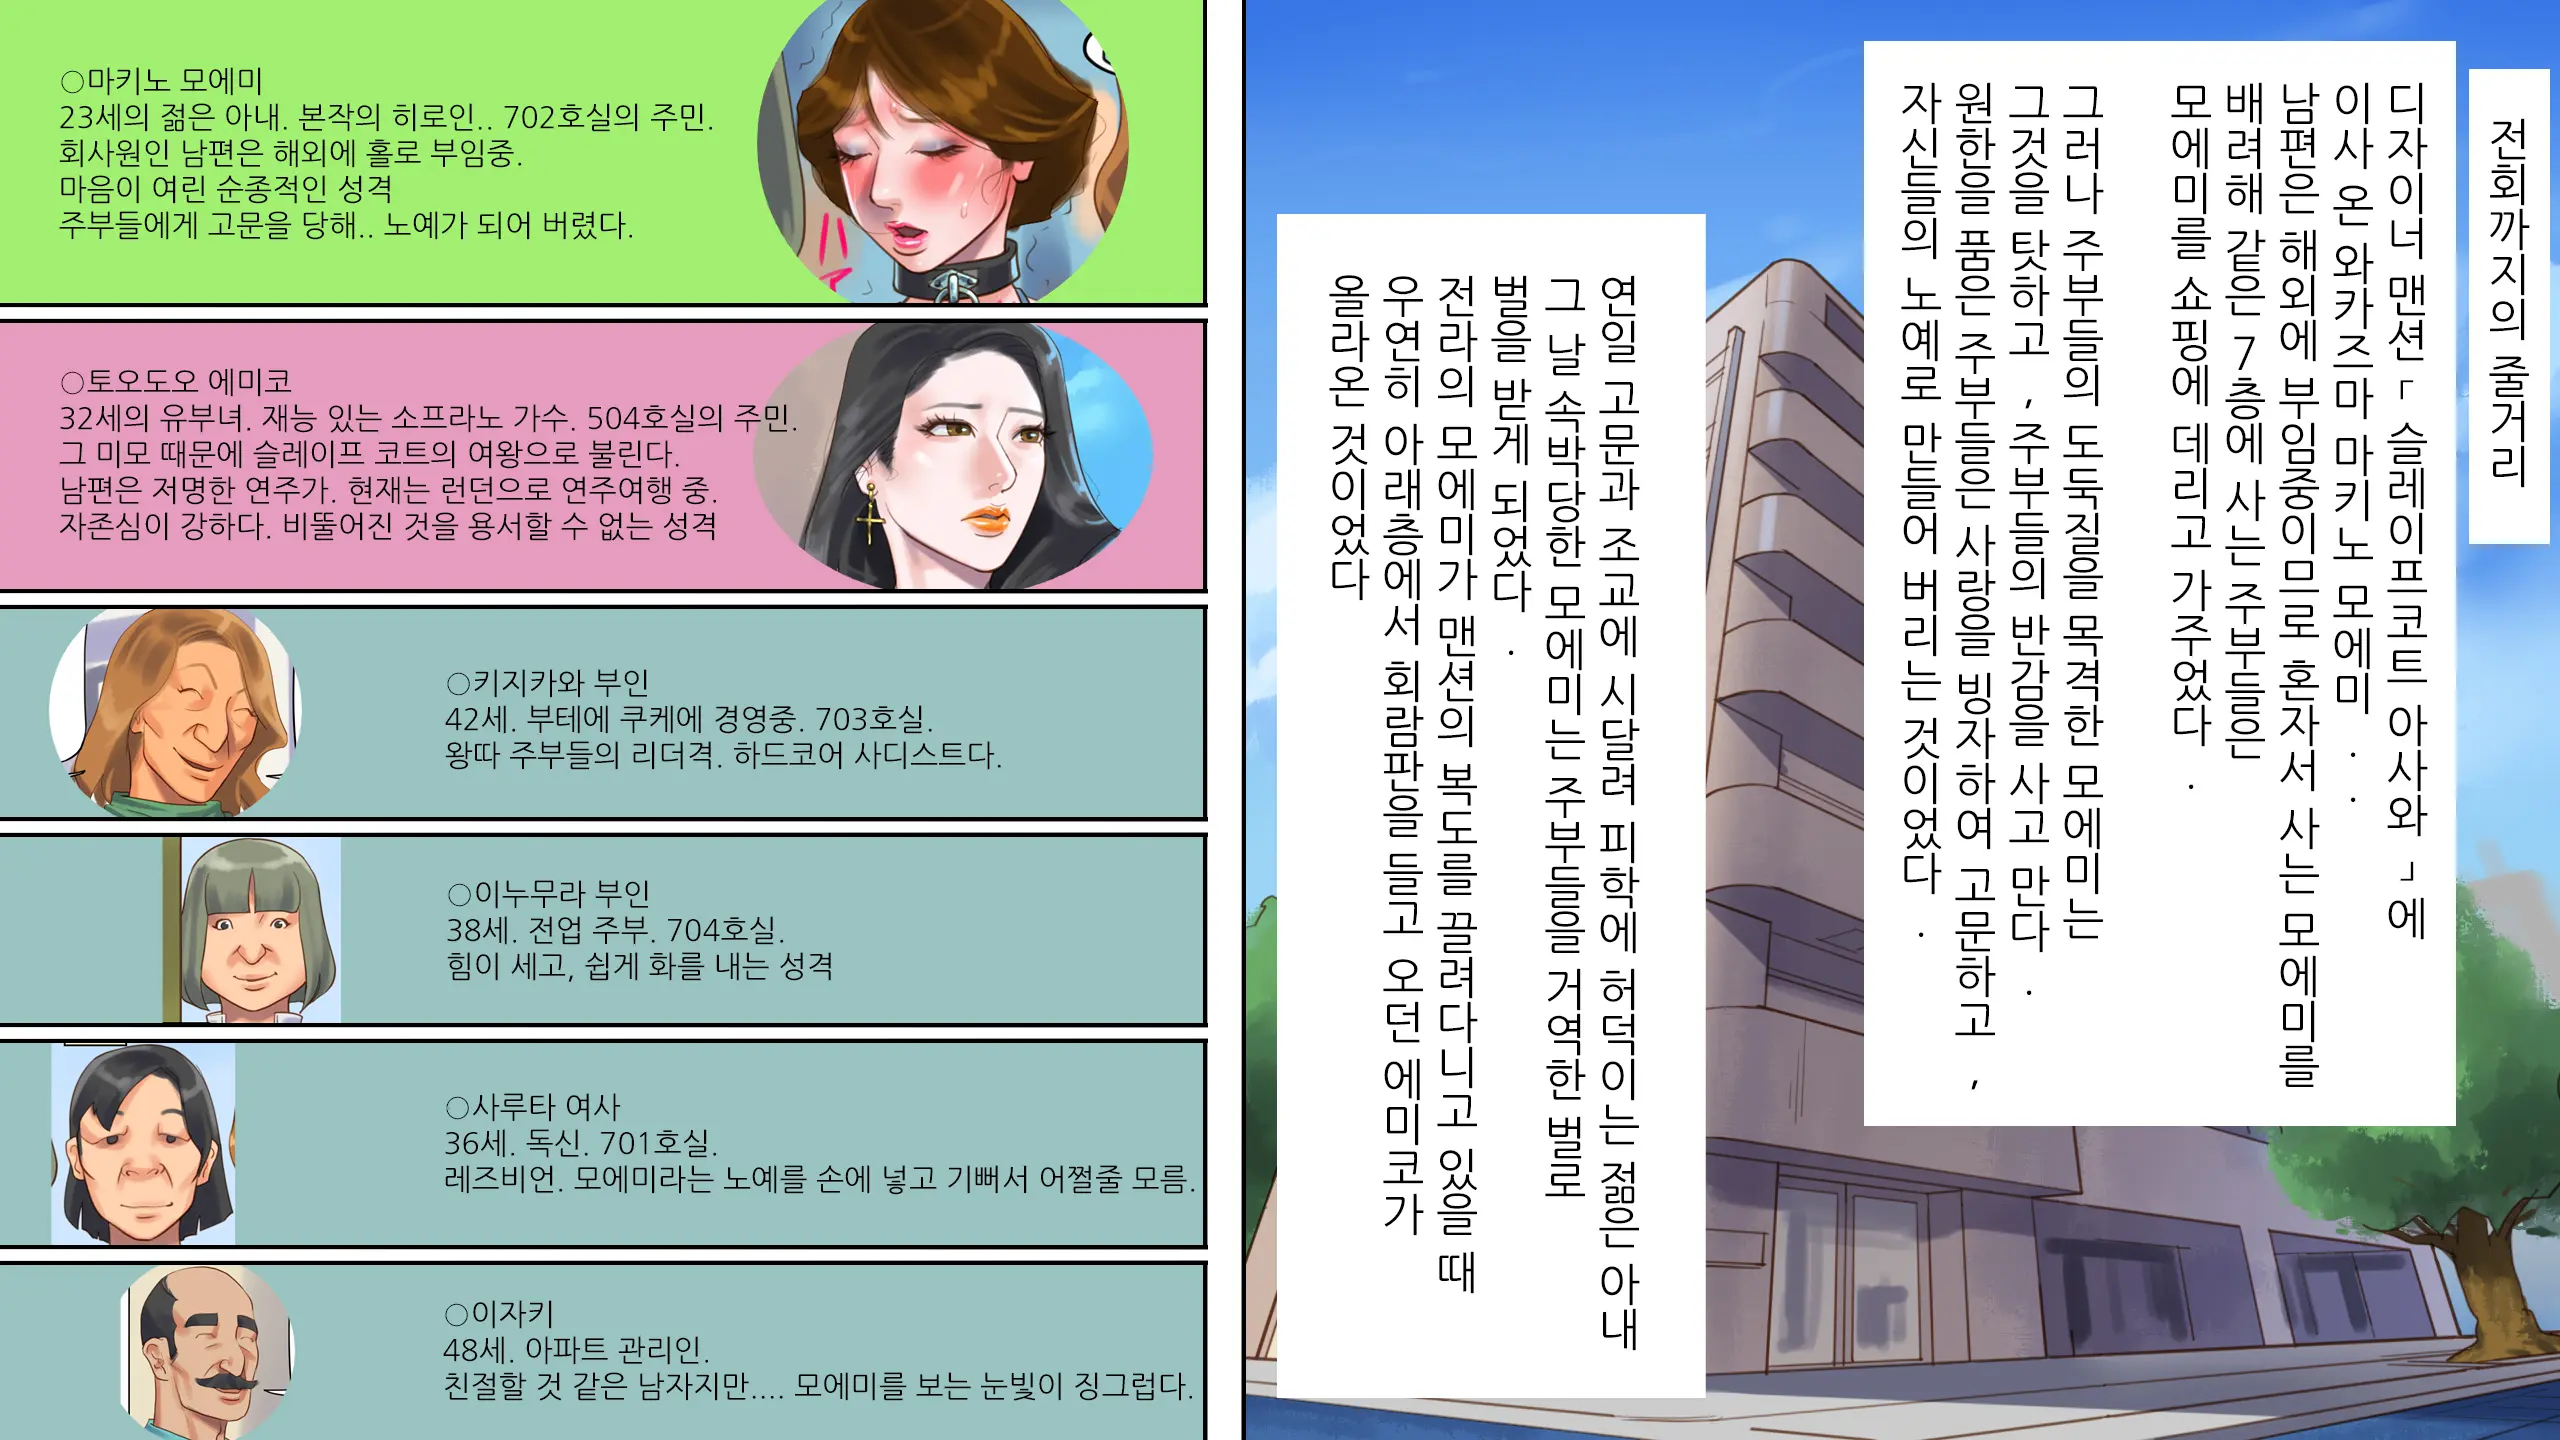 전회까지의 줄거리
디자이너 맨션 「슬레이프코트 아사와」에
이사 온 와카즈마 마키노 모에미..
남편은 해외에 부임중이므로 혼자서 사는 모에미를
배려해 같은 7층에 사는 주부들은
모에미를 쇼핑에 데리고 가주었다.
그러나 주부들의 도둑질을 목격한 모에미는
그것을 탓하고, 주부들의 반감을 사고 만다.
원한을 품은 주부들은 사랑을 빙자하여 고문하고,
자신들의 노예로 만들어 버리는 것이었다.
연일 고문과 조교에 시달려 피학에 허덕이는 젊은 아내
그 날 속박당한 모에미는 주부들을 거역한 벌로
벌을 받게 되었다.
전라의 모에미가 맨션의 복도를 끌려다니고 있을 때
우연히 아래층에서 회람판을 들고 오던 에미코가
올라온 것이었다
○마키노 모에미
23세의 젊은 아내. 본작의 히로인.. 702호실의 주민.
회사원인 남편은 해외에 홀로 부임중.
마음이 여린 순종적인 성격
주부들에게 고문을 당해.. 노예가 되어 버렸다.
○토오도오 에미코
32세의 유부녀. 재능 있는 소프라노 가수. 504호실의 주민.
그 미모 때문에 슬레이프 코트의 여왕으로 불린다.
남편은 저명한 연주가. 현재는 런던으로 연주여행 중.
자존심이 강하다. 비뚤어진 것을 용서할 수 없는 성격
○키지카와 부인
42세. 부테에 쿠케에 경영중. 703호실.
왕따 주부들의 리더격. 하드코어 사디스트다.
○이누무라 부인
38세. 전업 주부. 704호실.
힘이 세고, 쉽게 화를 내는 성격
○사루타 여사
36세. 독신. 701호실.
레즈비언. 모에미라는 노예를 손에 넣고 기뻐서 어쩔줄 모름.
○이자키
48세. 아파트 관리인.
친절할 것 같은 남자지만.... 모에미를 보는 눈빛이 징그럽다.